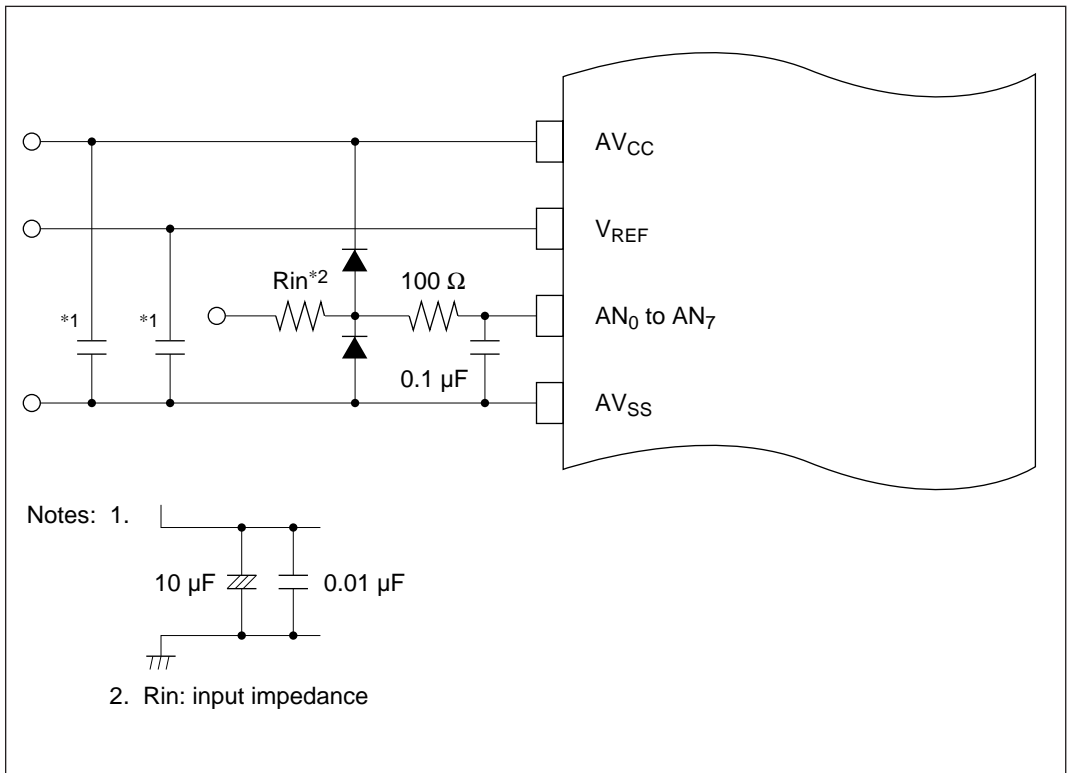 AVCC
VREF
Rin*2
100 Ω
*1
*1
AN0 to AN7
0.1 µF
AVSS
Notes: 1.
10 µF
0.01 µF
2. Rin: input impedance